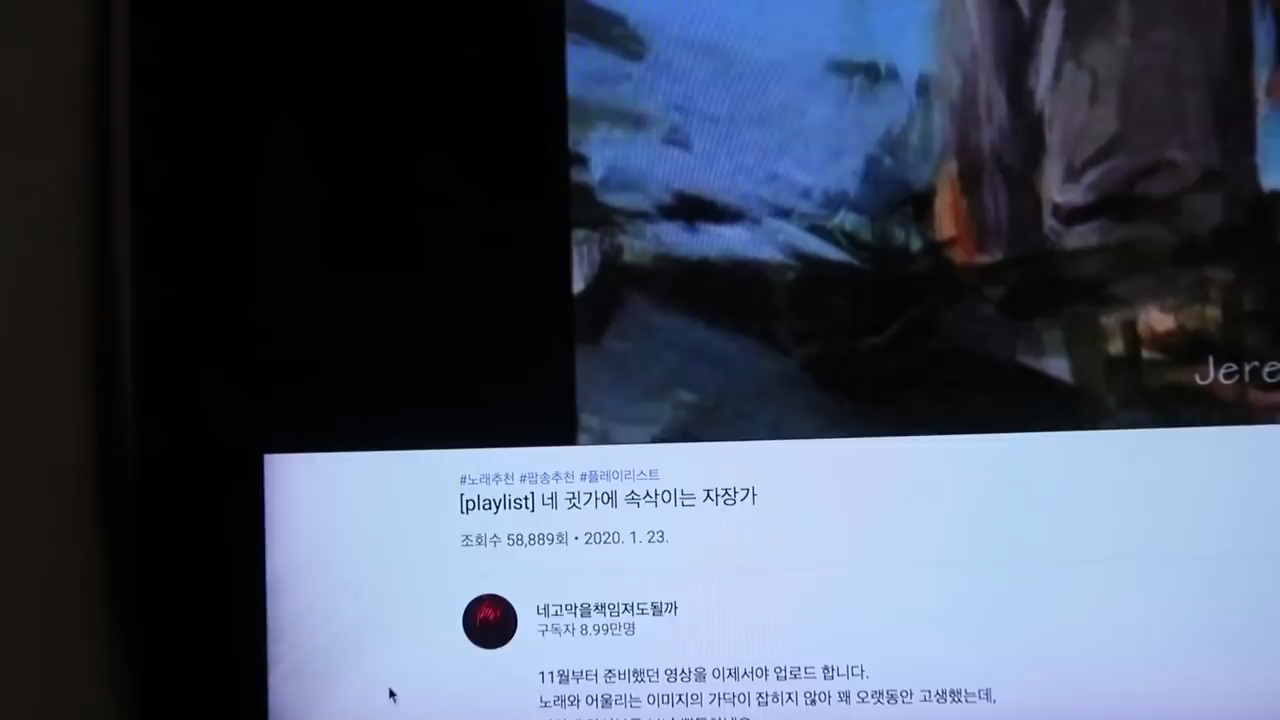 Jere
#노래추천 #팝송추천 #플레이리스트
[playlist] 네 귓가에 속삭이는 자장가
조회수 58,889회 • 2020. 1. 23.
네고막을책임져도될까
구독자 8.99만명
11월부터 준비했던 영상을 이제서야 업로드 합니다.
노래와 어울리는 이미지의 가닥이 잡히지 않아 꽤 오랫동안 고생했는데,